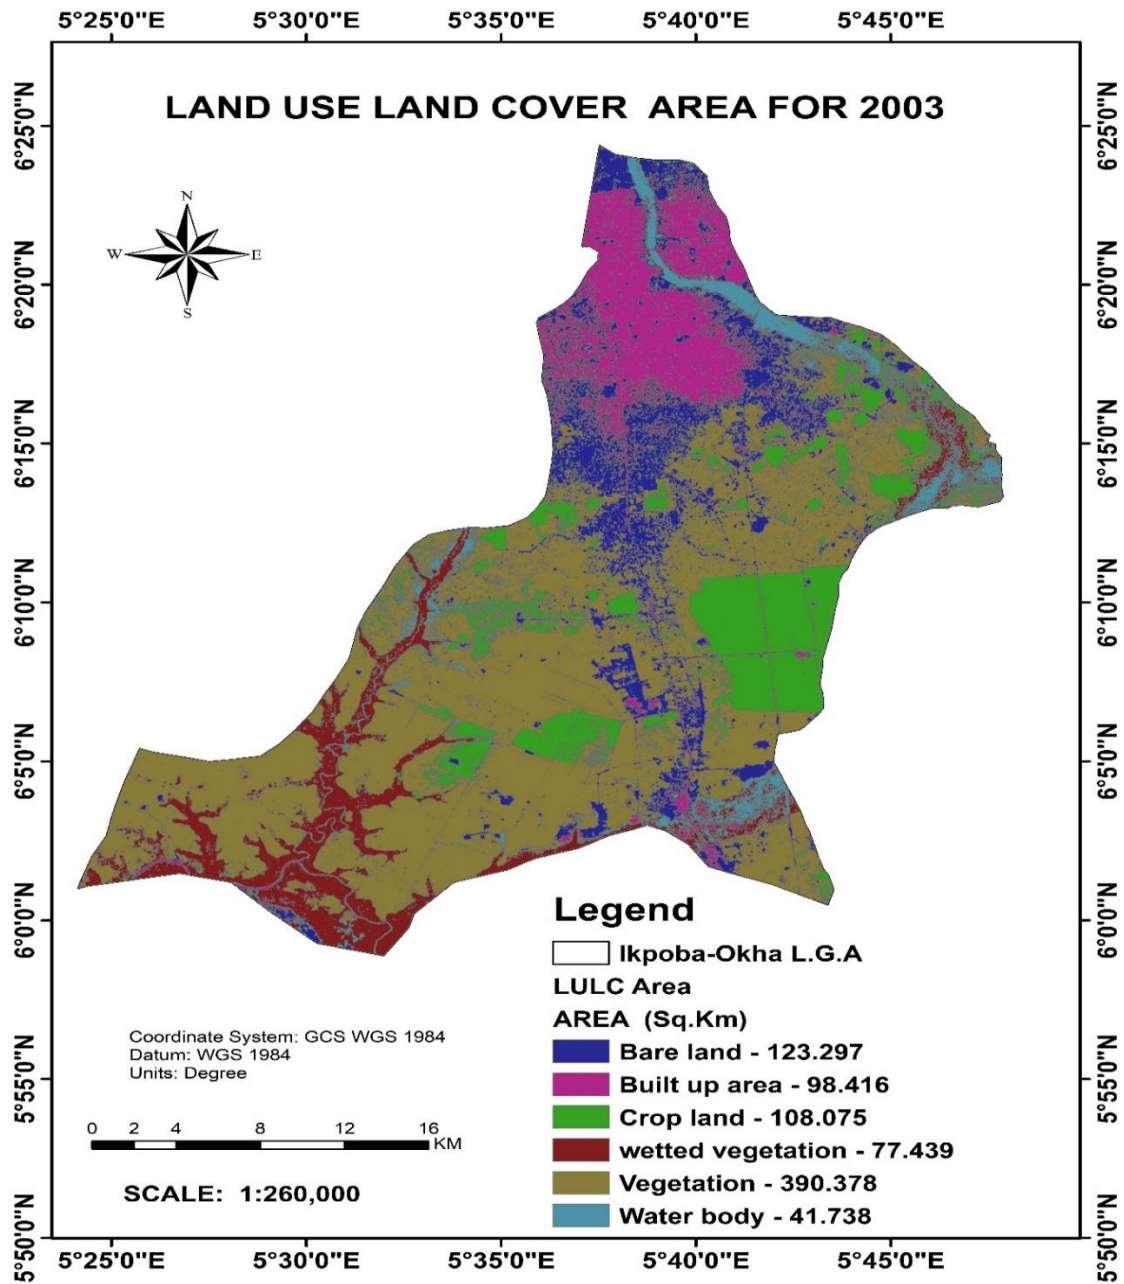 5°25'0"E 5°30'0"E 5°35'0"E 5°40'0"E 5°45'0"E
LAND USE LAND COVER AREA FOR 2003
6°25'0"N 6°25'0"N
N
W E
S
6°20'0"N 6°20'0"N
6°15'0"N 6°15'0"N
6°10'0"N 6°10'0"N
6°5'0"N 6°5'0"N
6°0'0"N 6°0'0"N
Legend
Ikpoba-Okha L.G.A
LULC Area
AREA (Sq.Km)
Bare land - 123.297
Built up area - 98.416
Crop land - 108.075
wetted vegetation - 77.439
Vegetation - 390.378
Water body - 41.738
Coordinate System: GCS WGS 1984
Datum: WGS 1984
Units: Degree
0 2 4 8 12 16
KM
SCALE: 1:260,000
5°55'0"N 5°55'0"N
5°50'0"N 5°50'0"N
5°25'0"E 5°30'0"E 5°35'0"E 5°40'0"E 5°45'0"E